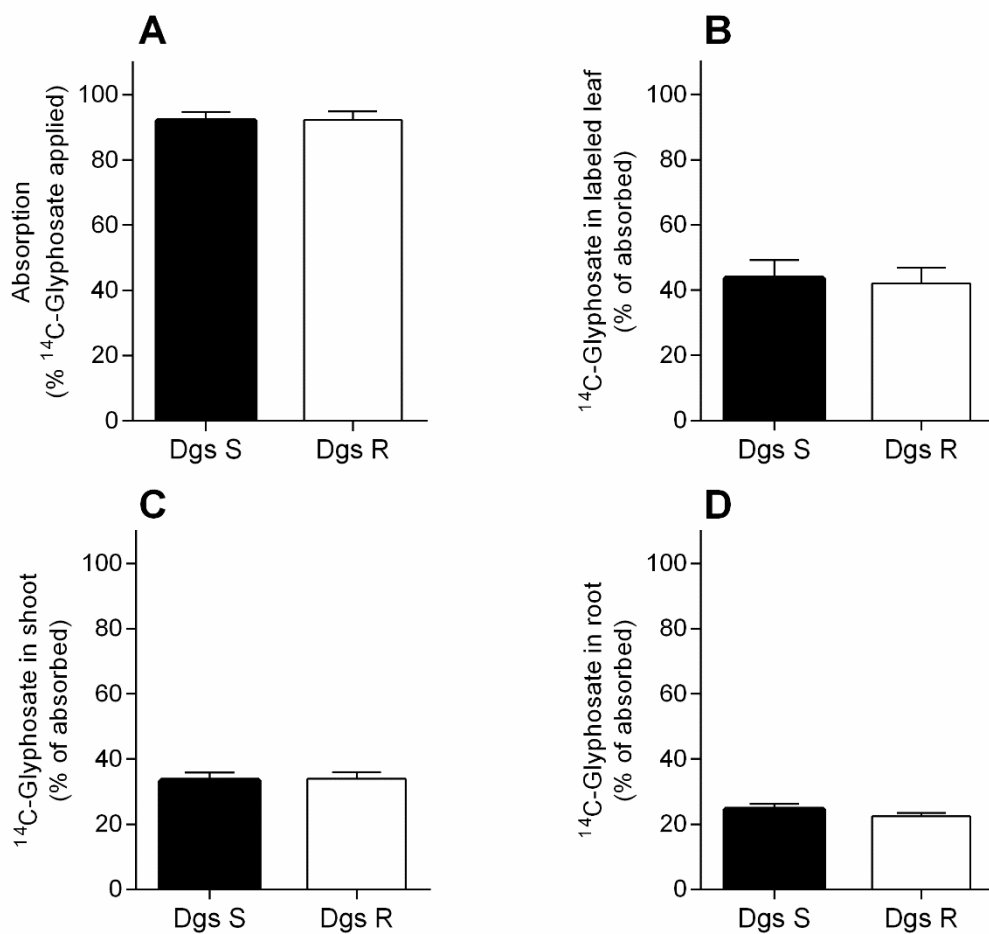 A
Absorption
(% ¹⁴C-Glyphosate applied)
100
80
60
40
20
0
Dgs S Dgs R
B
¹⁴C-Glyphosate in labeled leaf
(% of absorbed)
100
80
60
40
20
0
Dgs S Dgs R
C
¹⁴C-Glyphosate in shoot
(% of absorbed)
100
80
60
40
20
0
Dgs S Dgs R
D
¹⁴C-Glyphosate in root
(% of absorbed)
100
80
60
40
20
0
Dgs S Dgs R